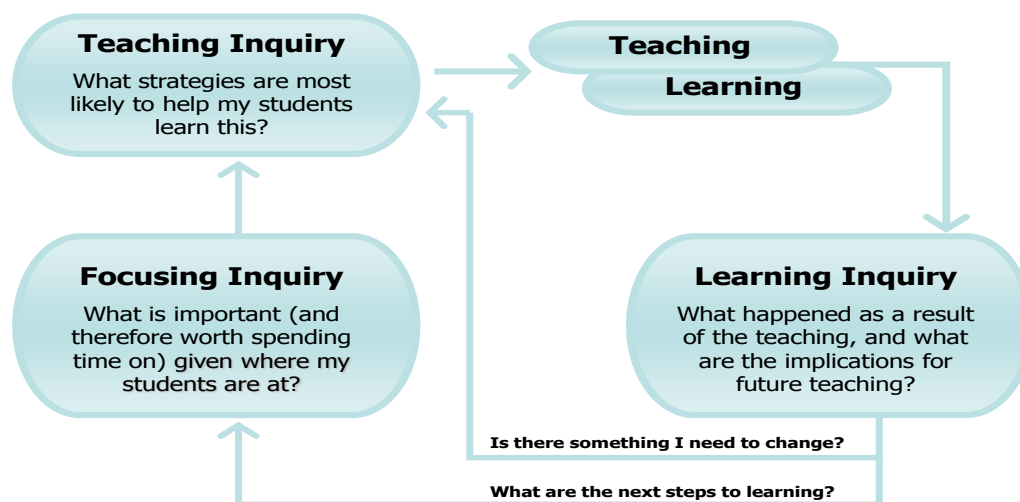 Teaching Inquiry
What strategies are most
likely to help my students
learn this?
Teaching
Learning
Focusing Inquiry
What is important (and
therefore worth spending
time on) given where my
students are at?
Learning Inquiry
What happened as a result
of the teaching, and what
are the implications for
future teaching?
Is there something I need to change?
What are the next steps to learning?